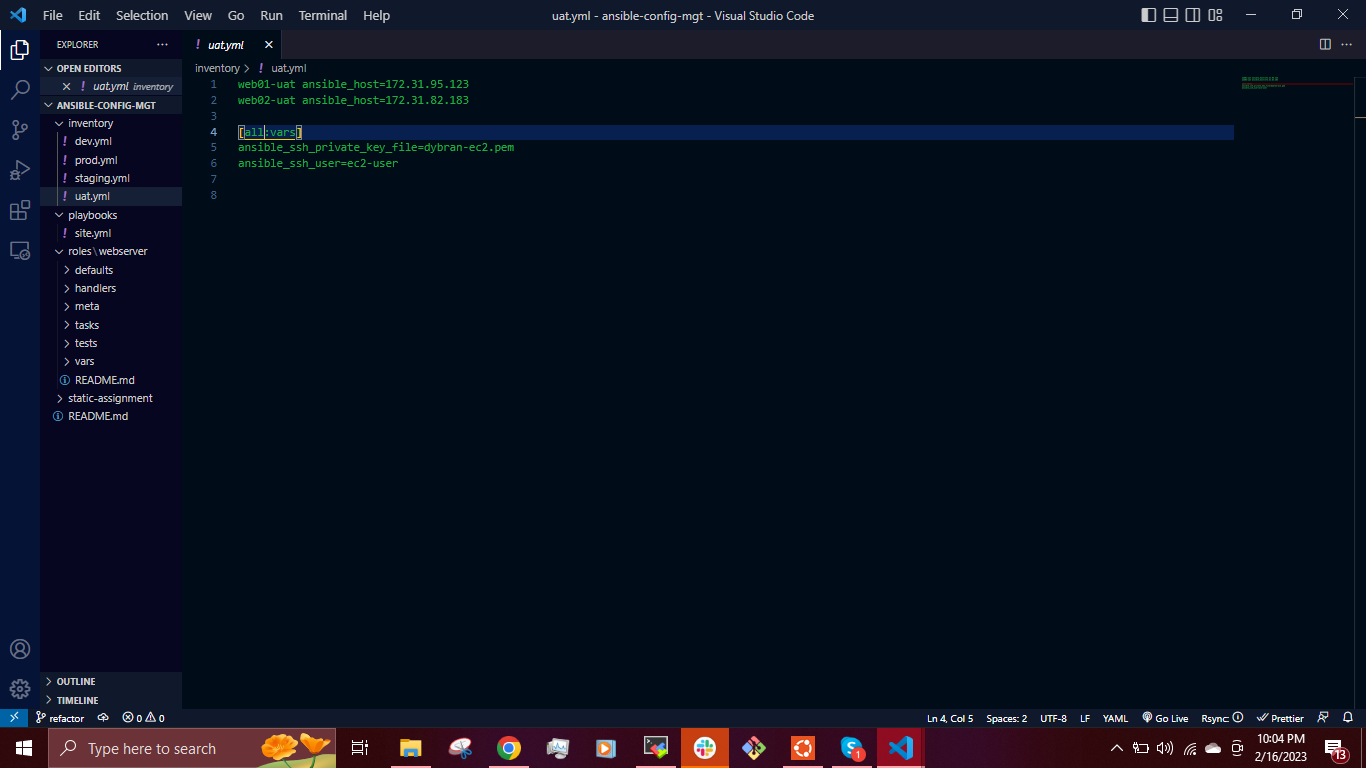 File Edit Selection View Go Run Terminal Help uat.yml - ansible-config-mgt - Visual Studio Code
EXPLORER ···
OPEN EDITORS
! uat.yml inventory
ANSIBLE-CONFIG-MGT
inventory
! dev.yml
! prod.yml
! staging.yml
! uat.yml
playbooks
! site.yml
roles \ webserver
defaults
handlers
meta
tasks
tests
vars
README.md
static-assignment
README.md
OUTLINE
TIMELINE
! uat.yml
inventory > ! uat.yml
1 web01-uat ansible_host=172.31.95.123
2 web02-uat ansible_host=172.31.82.183
3
4 [all:vars]
5 ansible_ssh_private_key_file=dybran-ec2.pem
6 ansible_ssh_user=ec2-user
7
8
refactor 0 0 Ln 4, Col 5 Spaces: 2 UTF-8 LF YAML Go Live Rsync: Prettier
Type here to search
1
10:04 PM
2/16/2023
13